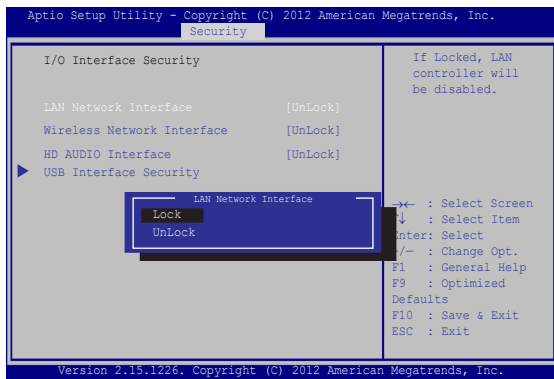 Aptio Setup Utility - Copyright (C) 2012 American Megatrends, Inc.
Security
I/O Interface Security
LAN Network Interface [UnLock]
Wireless Network Interface [UnLock]
HD AUDIO Interface [UnLock]
USB Interface Security
If Locked, LAN
controller will
be disabled.
LAN Network Interface
Lock
UnLock
→← : Select Screen
↑↓ : Select Item
Enter: Select
+/- : Change Opt.
F1 : General Help
F9 : Optimized
Defaults
F10 : Save & Exit
ESC : Exit
Version 2.15.1226. Copyright (C) 2012 American Megatrends, Inc.